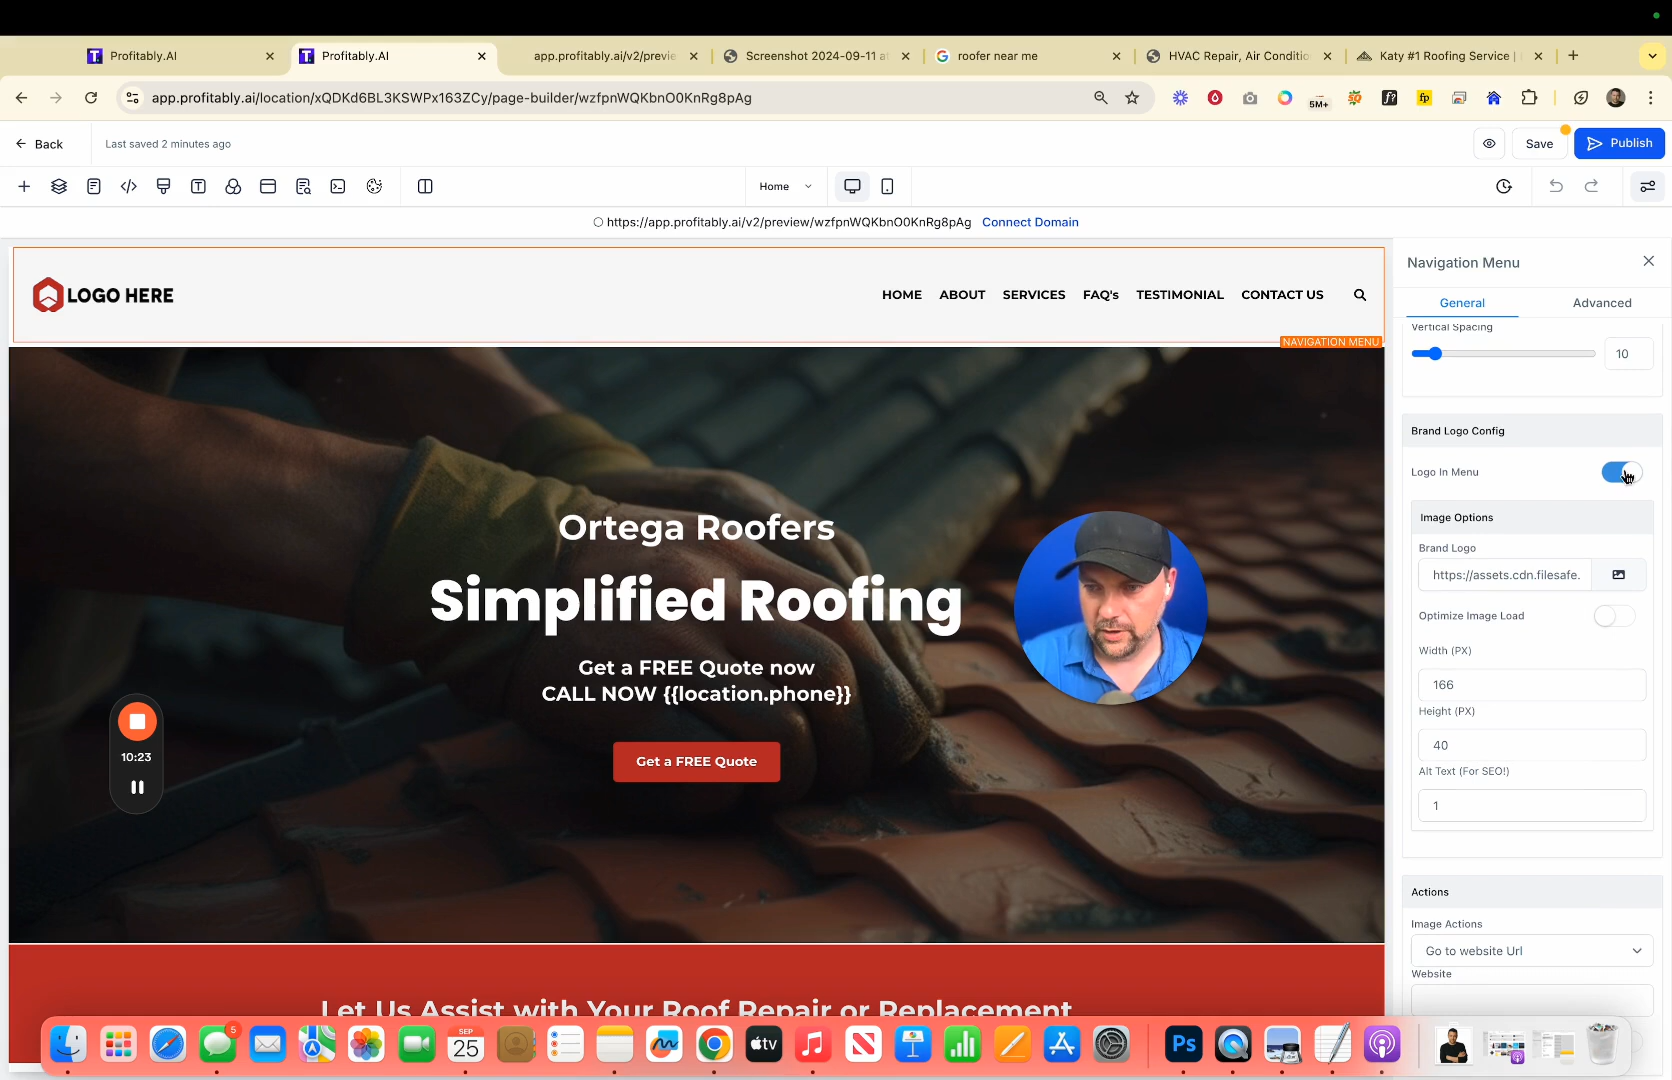 Profitably.AI
Profitably.AI
app.profitably.ai/v2/previe
Screenshot 2024-09-11 a
roofer near me
HVAC Repair, Air Conditio
Katy #1 Roofing Service |
app.profitably.ai/location/xQDKd6BL3KSWPx163ZCy/page-builder/wzfpnWQKbnO0KnRg8pAg
5M+
f?
fp
Back
Last saved 2 minutes ago
Save
Publish
Home
https://app.profitably.ai/v2/preview/wzfpnWQKbnO0KnRg8pAg Connect Domain
LOGO HERE
HOME ABOUT SERVICES FAQ's TESTIMONIAL CONTACT US
NAVIGATION MENU
Ortega Roofers
Simplified Roofing
Get a FREE Quote now
CALL NOW {{location.phone}}
Get a FREE Quote
10:23
Let Us Assist with Your Roof Repair or Replacement
Navigation Menu
General
Advanced
Vertical Spacing
10
Brand Logo Config
Logo In Menu
Image Options
Brand Logo
https://assets.cdn.filesafe.
Optimize Image Load
Width (PX)
166
Height (PX)
40
Alt Text (For SEO!)
1
Actions
Image Actions
Go to website Url
Website
5
SEP
25
tv
Ps